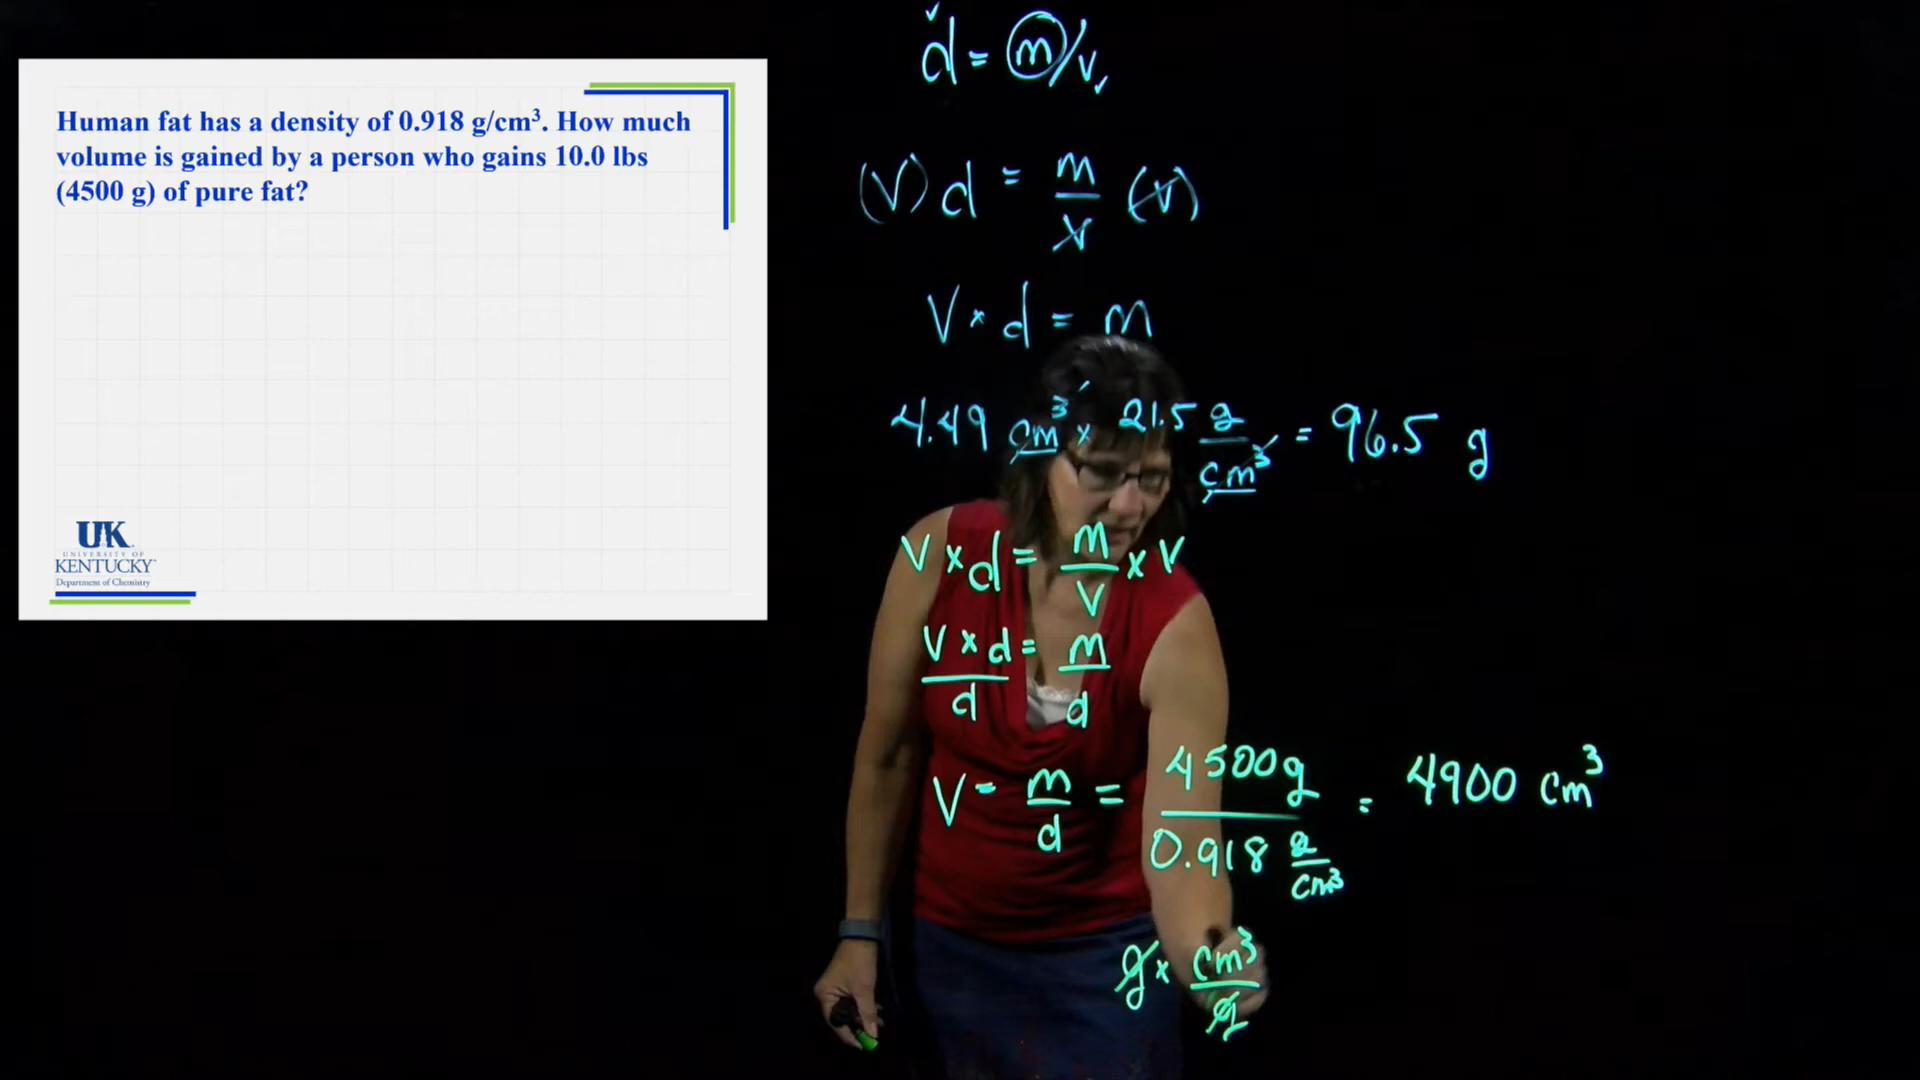 Human fat has a density of 0.918 g/cm³. How much
volume is gained by a person who gains 10.0 lbs
(4500 g) of pure fat?
UK
UNIVERSITY OF
KENTUCKY
Department of Chemistry
d = m/v
(V) d = m/V (V)
V × d = m
4.49 cm³ × 21.5 g/cm³ = 96.5 g
V × d = m/V × V
V × d/d = m/d
V = m/d = 4500g / 0.918 g/cm³ = 4900 cm³
g × cm³/g